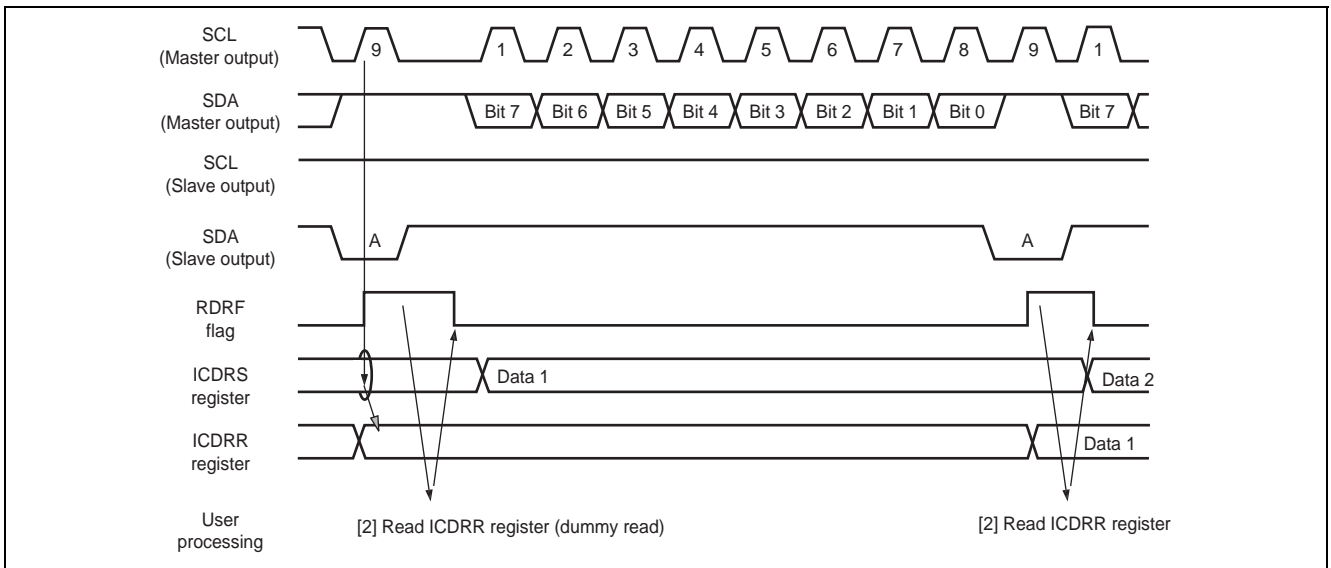 SCL
(Master output)
9 1 2 3 4 5 6 7 8 9 1
SDA
(Master output)
Bit 7 Bit 6 Bit 5 Bit 4 Bit 3 Bit 2 Bit 1 Bit 0 Bit 7
SCL
(Slave output)
SDA
(Slave output)
A A
RDRF
flag
ICDRS
register
Data 1 Data 2
ICDRR
register
Data 1
User
processing
[2] Read ICDRR register (dummy read) [2] Read ICDRR register